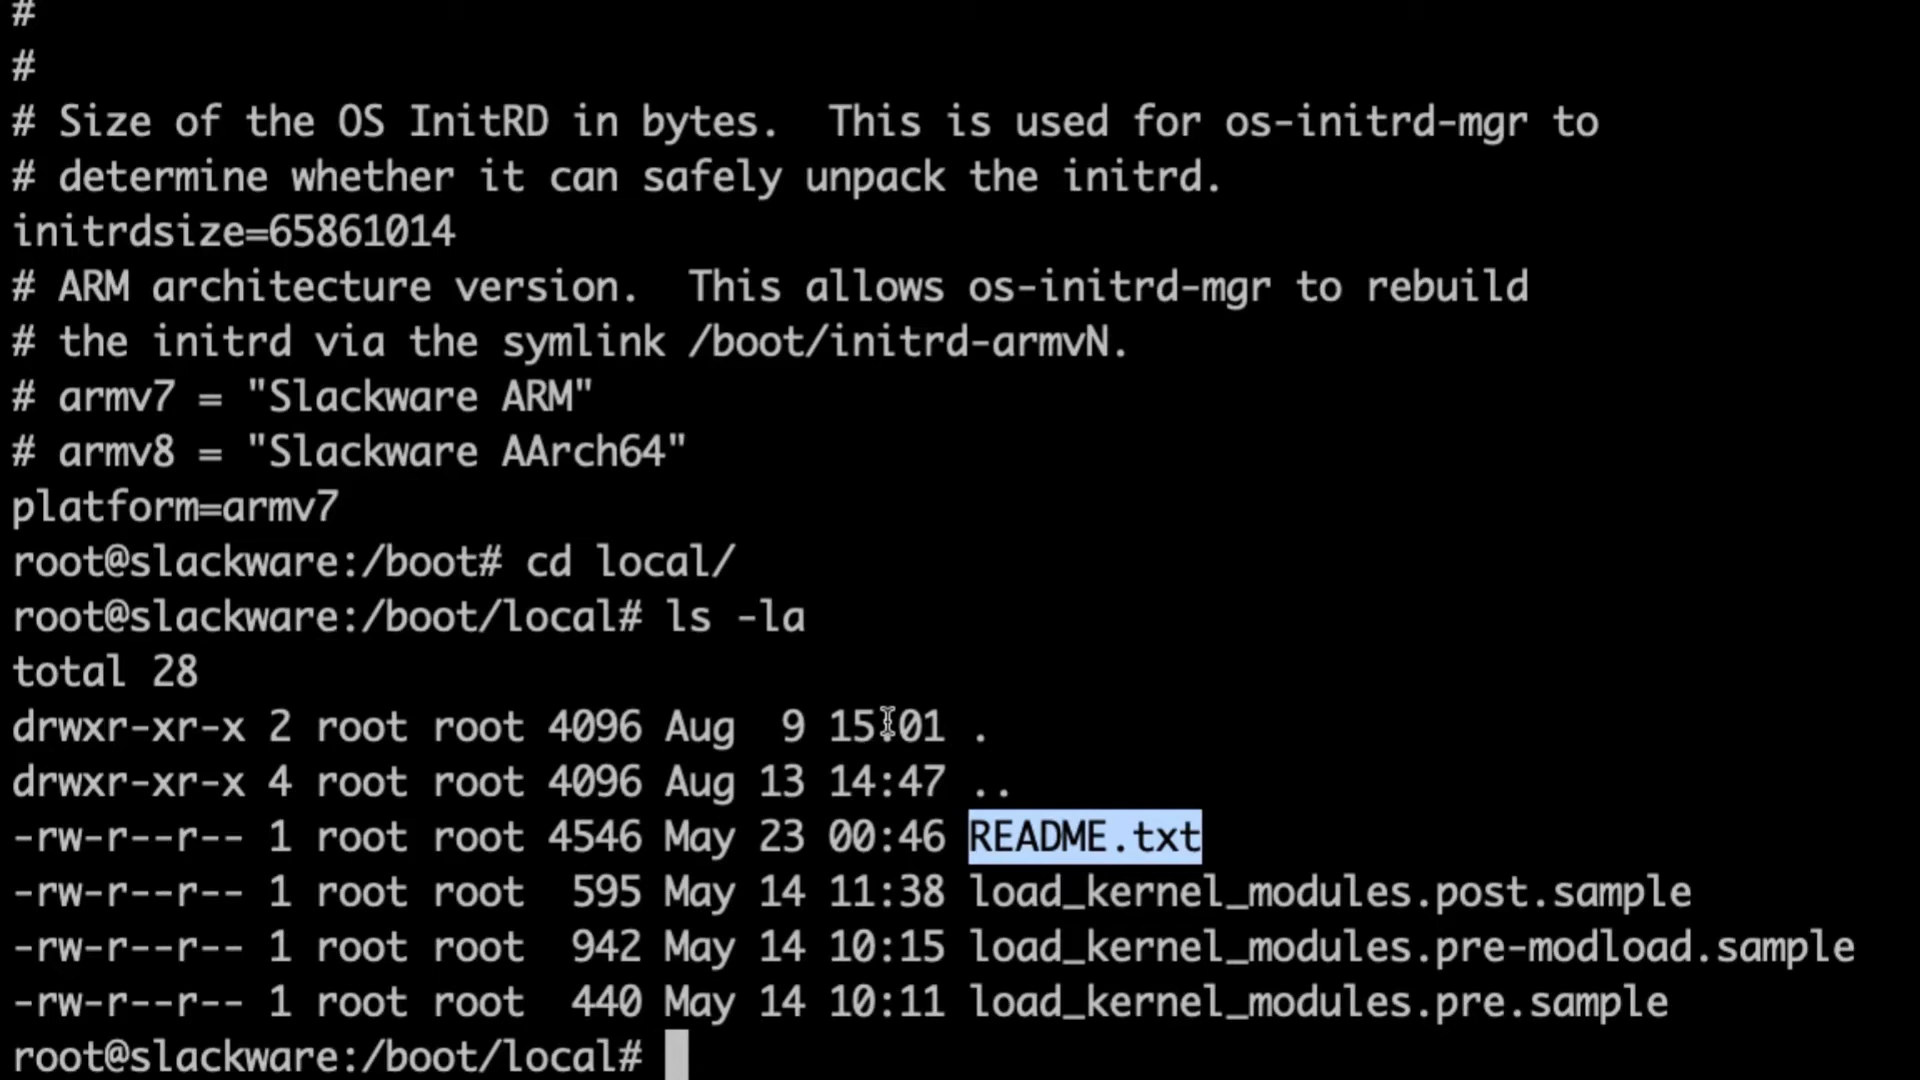 #
#
# Size of the OS InitRD in bytes.  This is used for os-initrd-mgr to
# determine whether it can safely unpack the initrd.
initrdsize=65861014
# ARM architecture version.  This allows os-initrd-mgr to rebuild
# the initrd via the symlink /boot/initrd-armvN.
# armv7 = "Slackware ARM"
# armv8 = "Slackware AArch64"
platform=armv7
root@slackware:/boot# cd local/
root@slackware:/boot/local# ls -la
total 28
drwxr-xr-x 2 root root 4096 Aug  9 15:01 .
drwxr-xr-x 4 root root 4096 Aug 13 14:47 ..
-rw-r--r-- 1 root root 4546 May 23 00:46 README.txt
-rw-r--r-- 1 root root  595 May 14 11:38 load_kernel_modules.post.sample
-rw-r--r-- 1 root root  942 May 14 10:15 load_kernel_modules.pre-modload.sample
-rw-r--r-- 1 root root  440 May 14 10:11 load_kernel_modules.pre.sample
root@slackware:/boot/local#